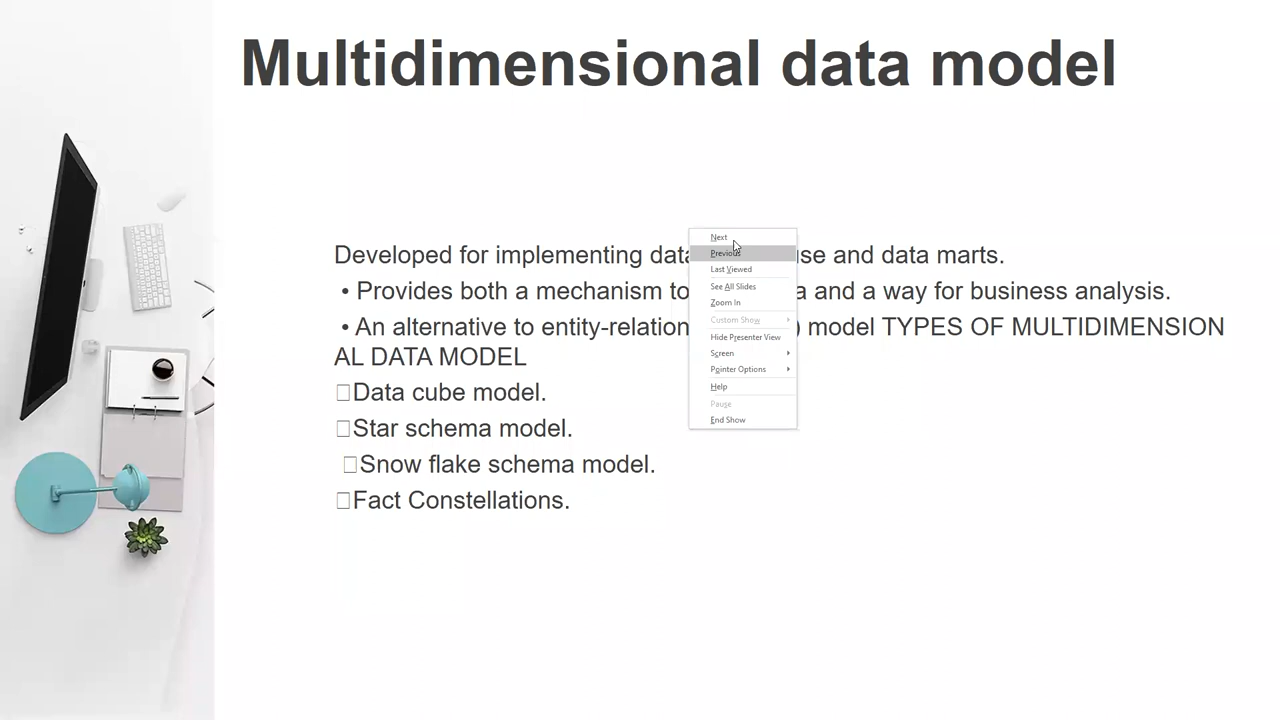 Multidimensional data model
Developed for implementing data use and data marts.
• Provides both a mechanism to a and a way for business analysis.
• An alternative to entity-relation ) model TYPES OF MULTIDIMENSION
AL DATA MODEL
Data cube model.
Star schema model.
Snow flake schema model.
Fact Constellations.
Next
Previous
Last Viewed
See All Slides
Zoom In
Custom Show
Hide Presenter View
Screen
Pointer Options
Help
Pause
End Show